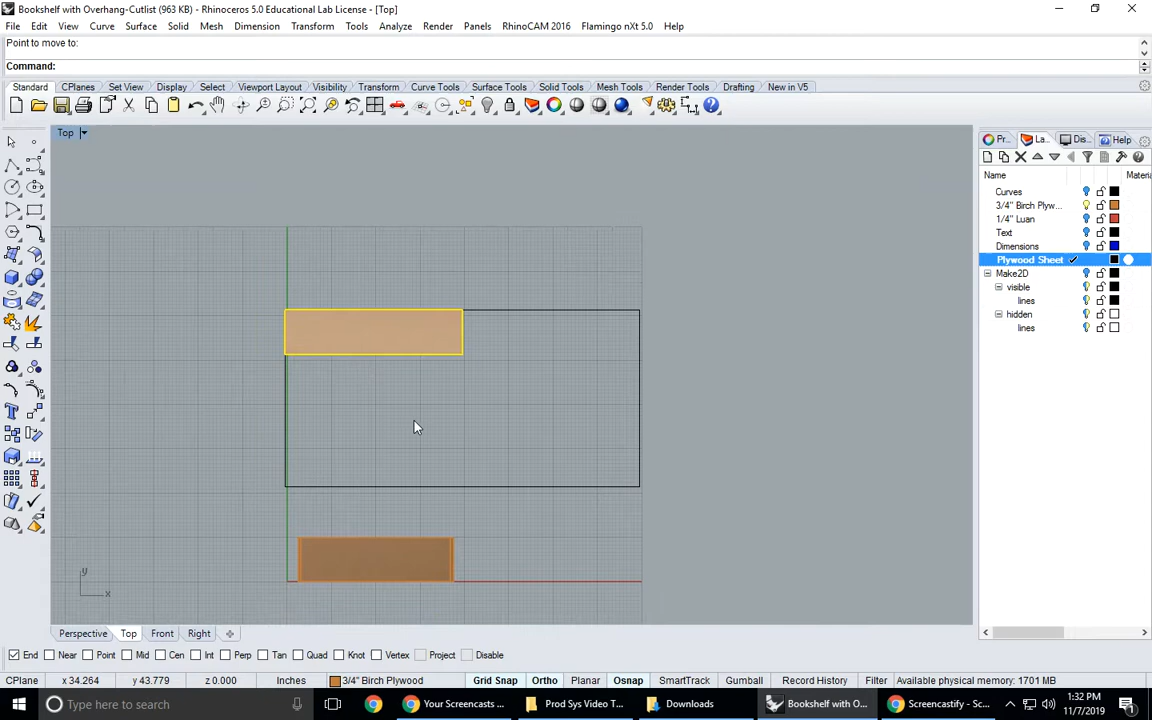 Bookshelf with Overhang-Cutlist (963 KB) - Rhinoceros 5.0 Educational Lab License - [Top]
File Edit View Curve Surface Solid Mesh Dimension Transform Tools Analyze Render Panels RhinoCAM 2016 Flamingo nXt 5.0 Help
Point to move to:
Command:
Standard CPlanes Set View Display Select Viewport Layout Visibility Transform Curve Tools Surface Tools Solid Tools Mesh Tools Render Tools Drafting New in V5
Top
Pr... La... Dis... Help
Name Materi
Curves
3/4" Birch Plyw...
1/4" Luan
Text
Dimensions
Plywood Sheet
Make2D
visible
lines
hidden
lines
y
x
Perspective Top Front Right
End Near Point Mid Cen Int Perp Tan Quad Knot Vertex Project Disable
CPlane x 34.264 y 43.779 z 0.000 Inches 3/4" Birch Plywood Grid Snap Ortho Planar Osnap SmartTrack Gumball Record History Filter Available physical memory: 1701 MB
Type here to search Your Screencasts ... Prod Sys Video T... Downloads Bookshelf with O... Screencastify - Sc... 1:32 PM
11/7/2019